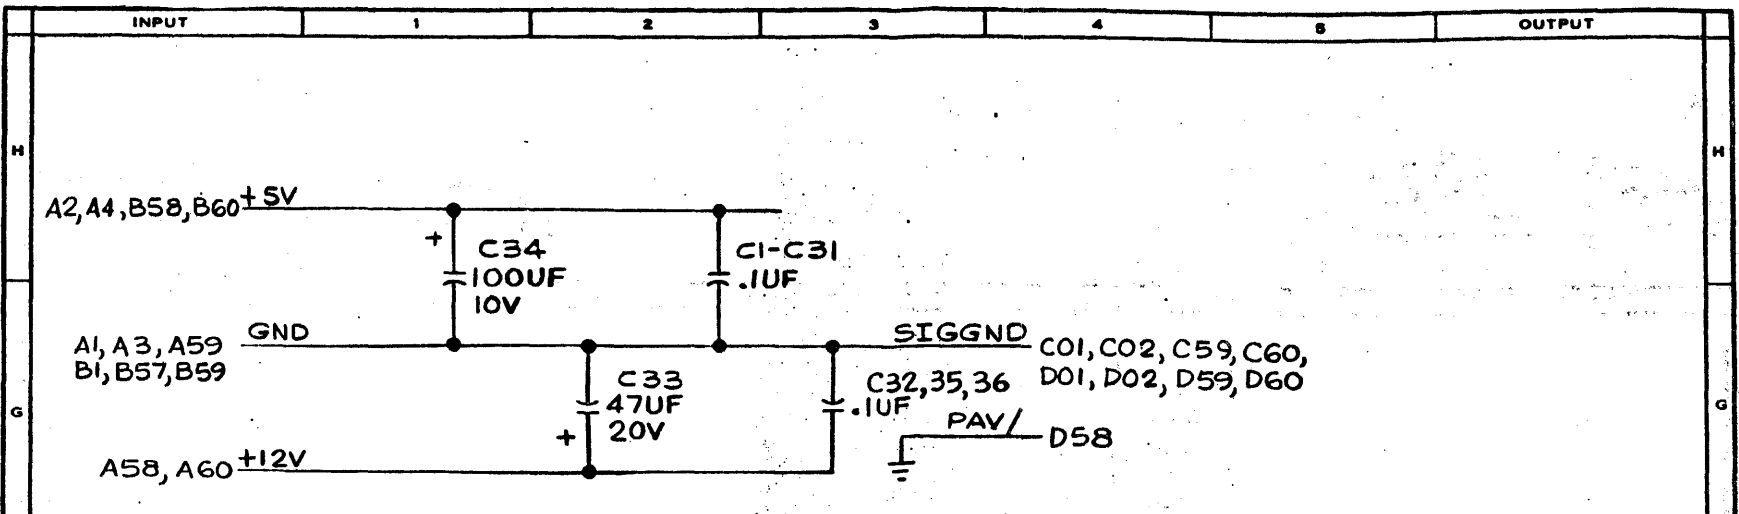 INPUT 1 2 3 4 5 OUTPUT
H H
A2,A4,B58,B60 +5V
+ C34 C1-C31
100UF .1UF
10V
GND SIGGND
A1, A3, A59 C01, C02, C59, C60,
B1, B57, B59 D01, D02, D59, D60
C33 C32,35,36
G 47UF .1UF G
+ 20V PAV/ D58
A58, A60 +12V